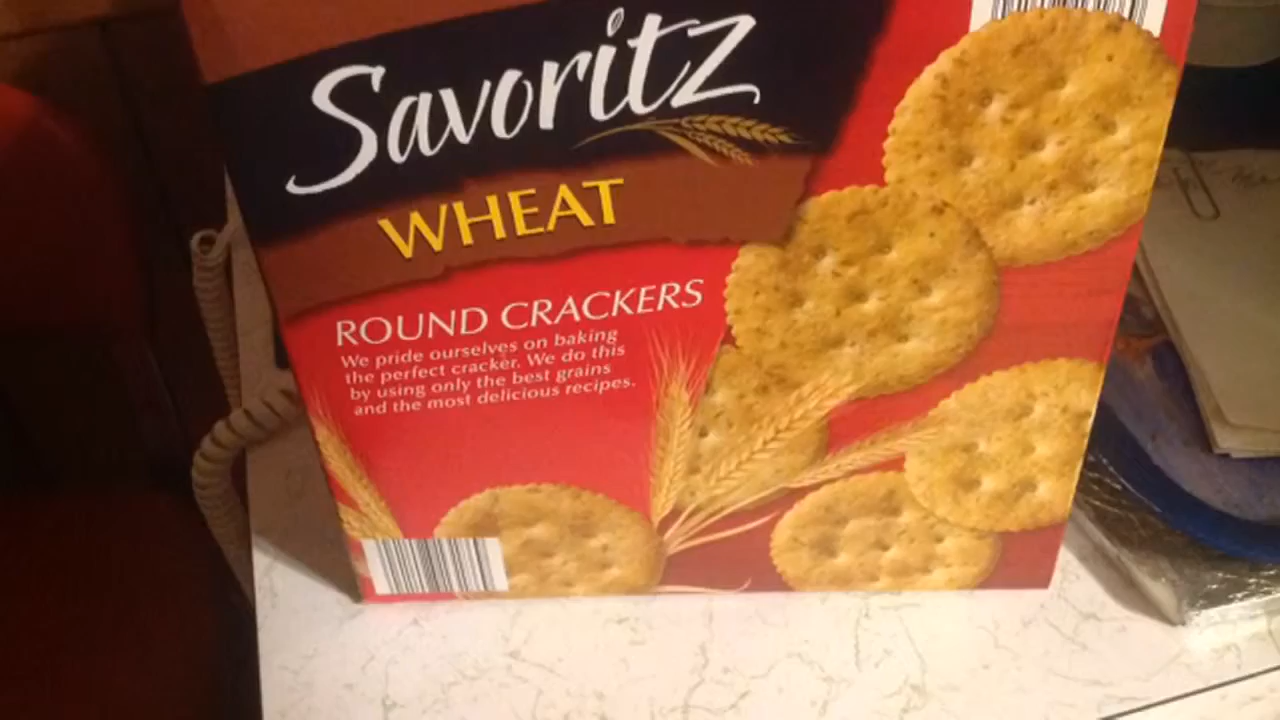 Savoritz
WHEAT
ROUND CRACKERS
We pride ourselves on baking
the perfect cracker. We do this
by using only the best grains
and the most delicious recipes.